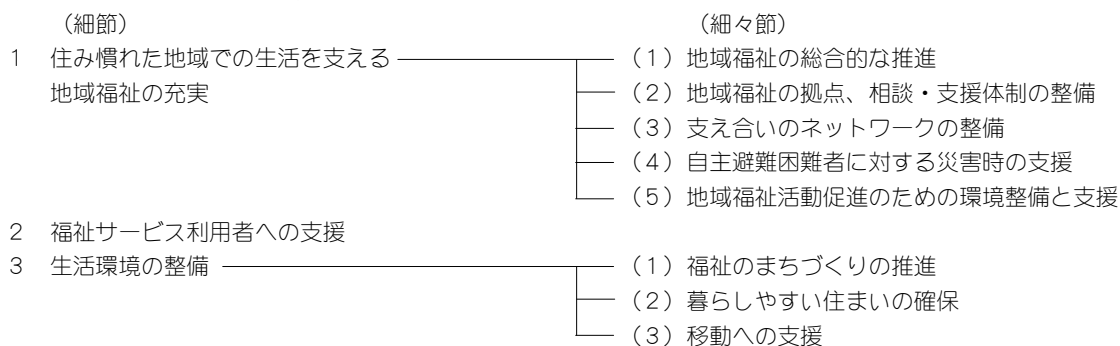 （細節）
（細々節）
1　住み慣れた地域での生活を支える
地域福祉の充実
（1）地域福祉の総合的な推進
（2）地域福祉の拠点、相談・支援体制の整備
（3）支え合いのネットワークの整備
（4）自主避難困難者に対する災害時の支援
（5）地域福祉活動促進のための環境整備と支援
2　福祉サービス利用者への支援
3　生活環境の整備
（1）福祉のまちづくりの推進
（2）暮らしやすい住まいの確保
（3）移動への支援